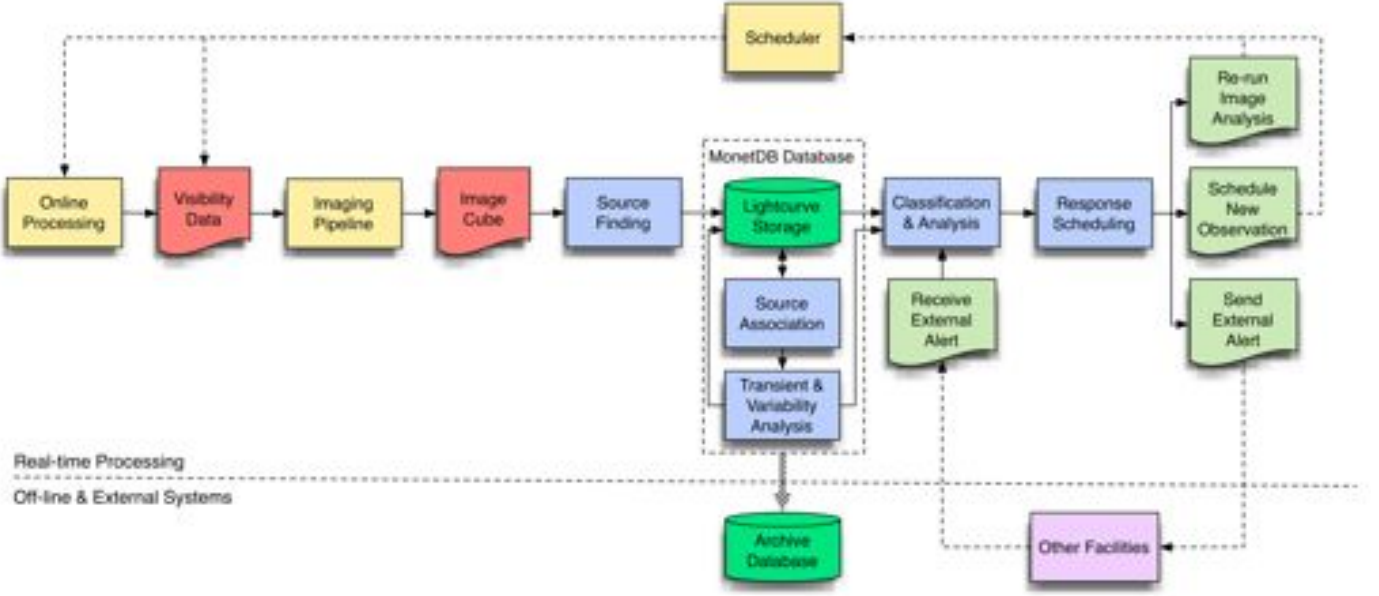 Scheduler
Re-run
Image
Analysis
MonetDB Database
Online
Processing
Visibility
Data
Imaging
Pipeline
Image
Cube
Source
Finding
Lightcurve
Storage
Classification
& Analysis
Response
Scheduling
Schedule
New
Observation
Source
Association
Receive
External
Alert
Send
External
Alert
Transient &
Variability
Analysis
Real-time Processing
Off-line & External Systems
Archive
Database
Other Facilities